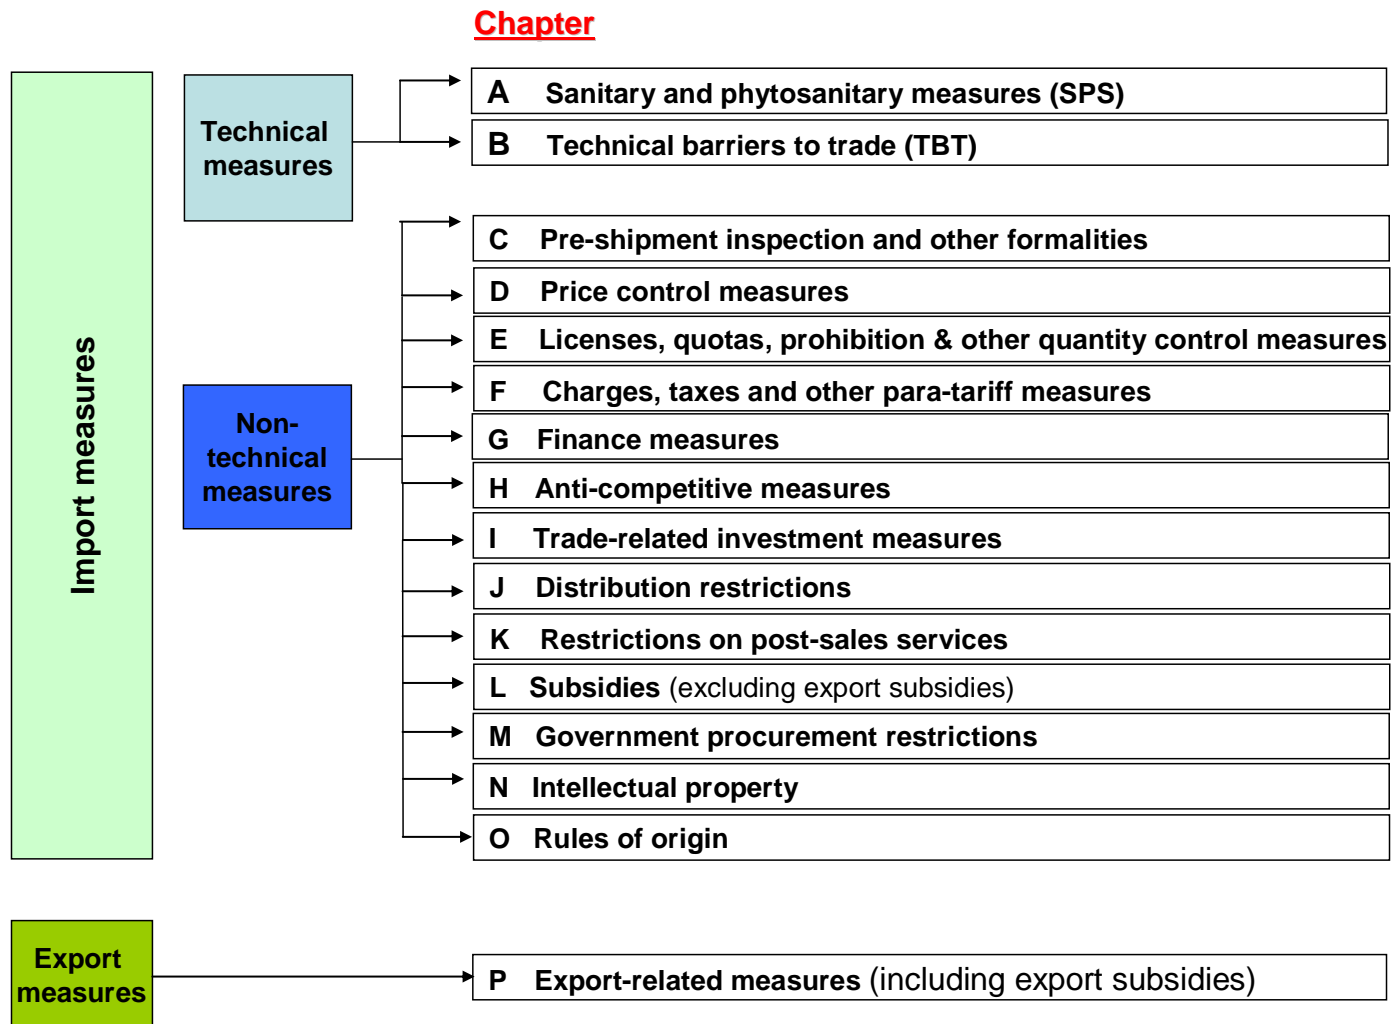 Chapter
Import measures
Technical
measures
A Sanitary and phytosanitary measures (SPS)
B Technical barriers to trade (TBT)
Non-
technical
measures
C Pre-shipment inspection and other formalities
D Price control measures
E Licenses, quotas, prohibition & other quantity control measures
F Charges, taxes and other para-tariff measures
G Finance measures
H Anti-competitive measures
I Trade-related investment measures
J Distribution restrictions
K Restrictions on post-sales services
L Subsidies (excluding export subsidies)
M Government procurement restrictions
N Intellectual property
O Rules of origin
Export
measures
P Export-related measures (including export subsidies)